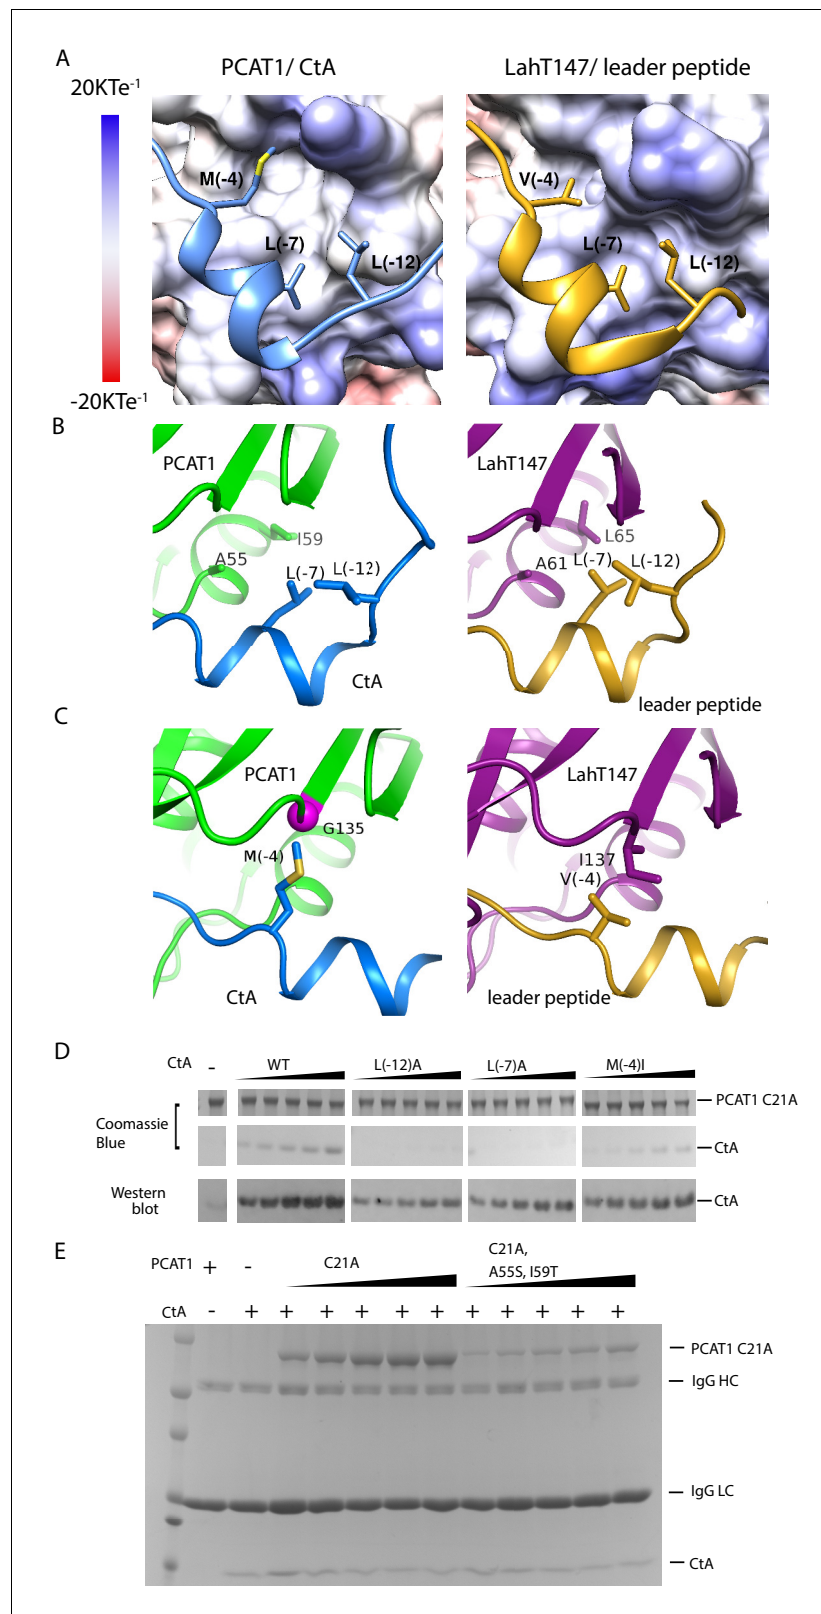 A
PCAT1/ CtA
LahT147/ leader peptide
20KTe-1
-20KTe-1
M(-4)
L(-7)
L(-12)
V(-4)
L(-7)
L(-12)
B
PCAT1
I59
A55
L(-7)
L(-12)
CtA
LahT147
L65
A61
L(-7)
L(-12)
leader peptide
C
PCAT1
G135
M(-4)
CtA
LahT147
I137
V(-4)
leader peptide
D
CtA
-
WT
L(-12)A
L(-7)A
M(-4)I
PCAT1 C21A
Coomassie
Blue
CtA
Western
blot
CtA
E
PCAT1
+
-
C21A
C21A,
A55S, I59T
CtA
- + + + + + + + + + + +
PCAT1 C21A
IgG HC
IgG LC
CtA